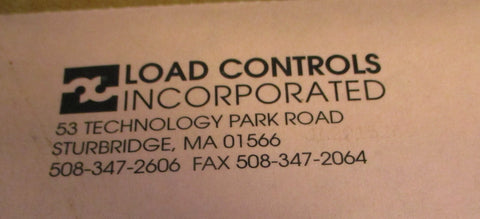 LOAD CONTROLS
INCORPORATED
53 TECHNOLOGY PARK ROAD
STURBRIDGE, MA 01566
508-347-2606 FAX 508-347-2064